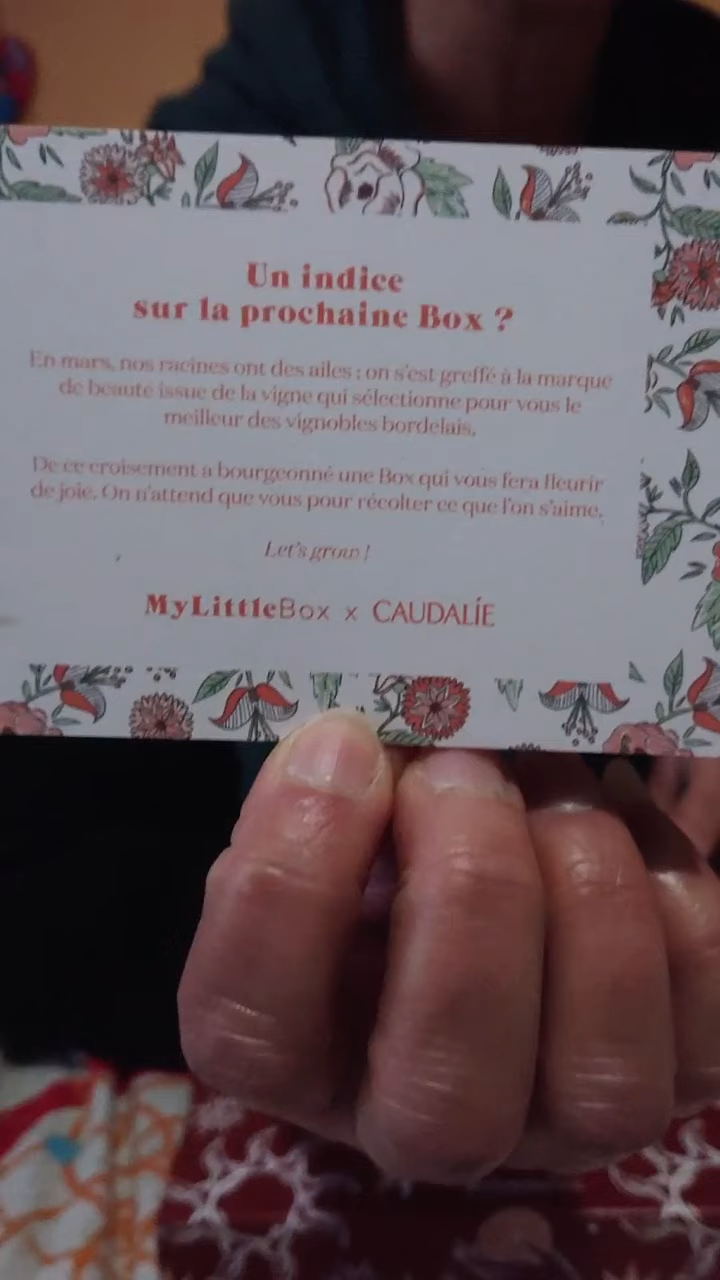 Un indice
sur la prochaine Box ?
En mars, nos racines ont des ailes : on s'est greffé à la marque
de beauté issue de la vigne qui sélectionne pour vous le
meilleur des vignobles bordelais.
De ce croisement a bourgeonné une Box qui vous fera fleurir
de joie. On n'attend que vous pour récolter ce que l'on s'aime.
Let's grow !
MyLittleBox x CAUDALÍE